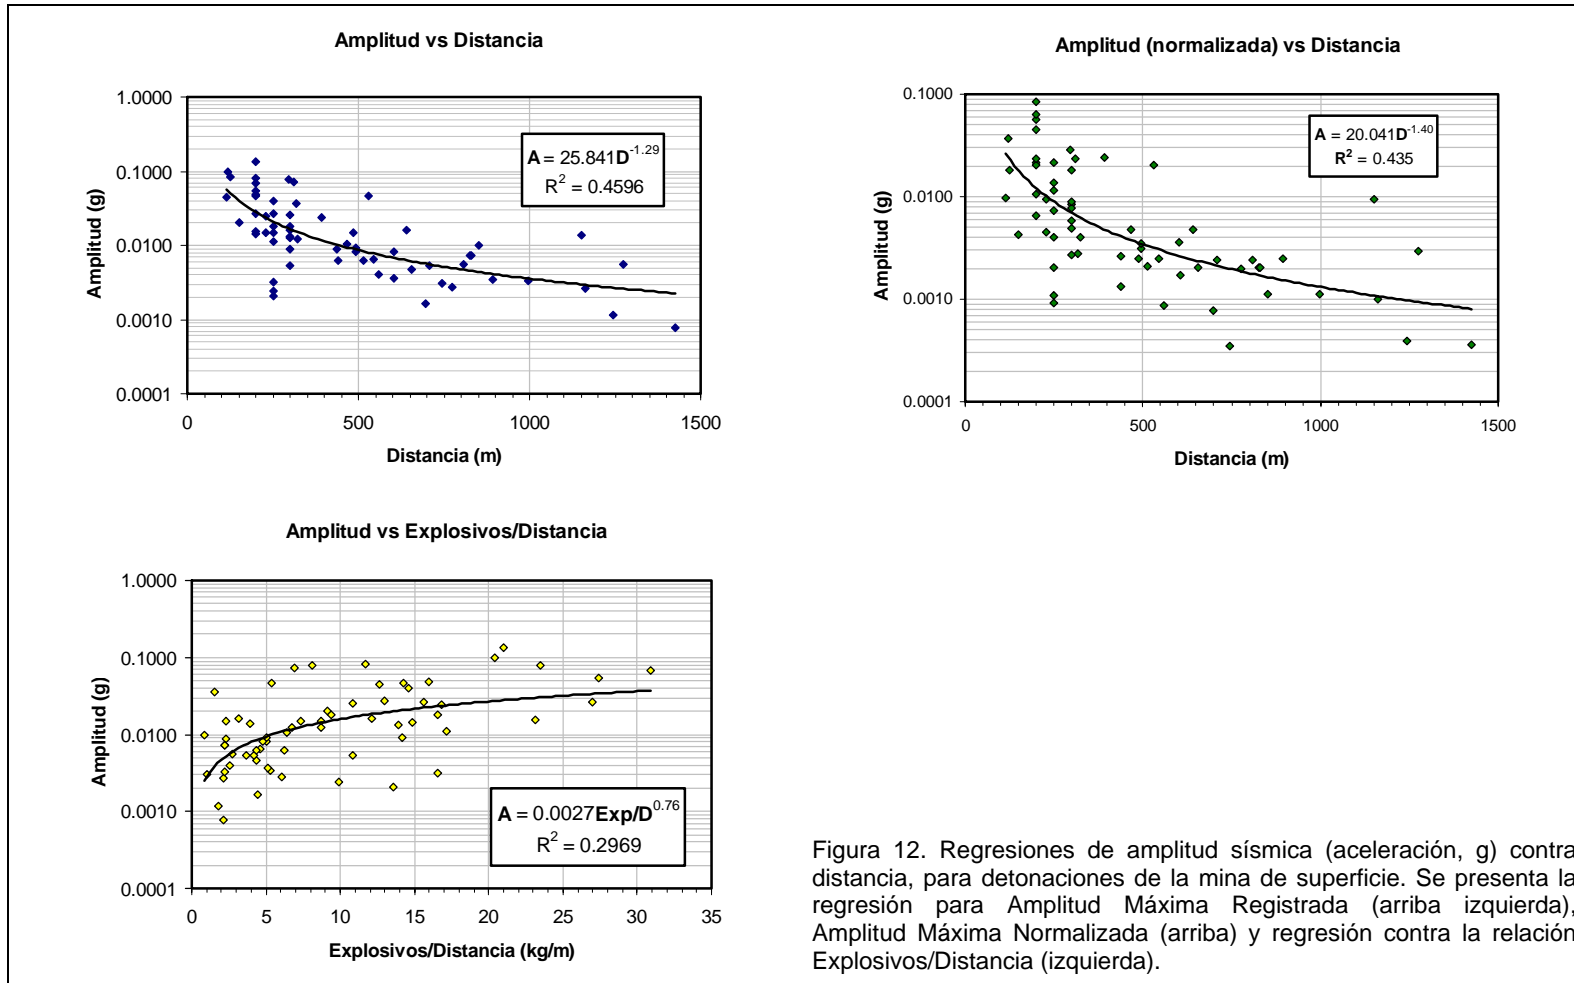 Amplitud vs Distancia
1.0000
0.1000
0.0100
0.0010
0.0001
Amplitud (g)
A = 25.841D^-1.29
R² = 0.4596
0 500 1000 1500
Distancia (m)
Amplitud (normalizada) vs Distancia
0.1000
0.0100
0.0010
0.0001
Amplitud (g)
A = 20.041D^-1.40
R² = 0.435
0 500 1000 1500
Distancia (m)
Amplitud vs Explosivos/Distancia
1.0000
0.1000
0.0100
0.0010
0.0001
Amplitud (g)
A = 0.0027Exp/D^0.76
R² = 0.2969
0 5 10 15 20 25 30 35
Explosivos/Distancia (kg/m)
Figura 12. Regresiones de amplitud sísmica (aceleración, g) contra
distancia, para detonaciones de la mina de superficie. Se presenta la
regresión para Amplitud Máxima Registrada (arriba izquierda),
Amplitud Máxima Normalizada (arriba) y regresión contra la relación
Explosivos/Distancia (izquierda).